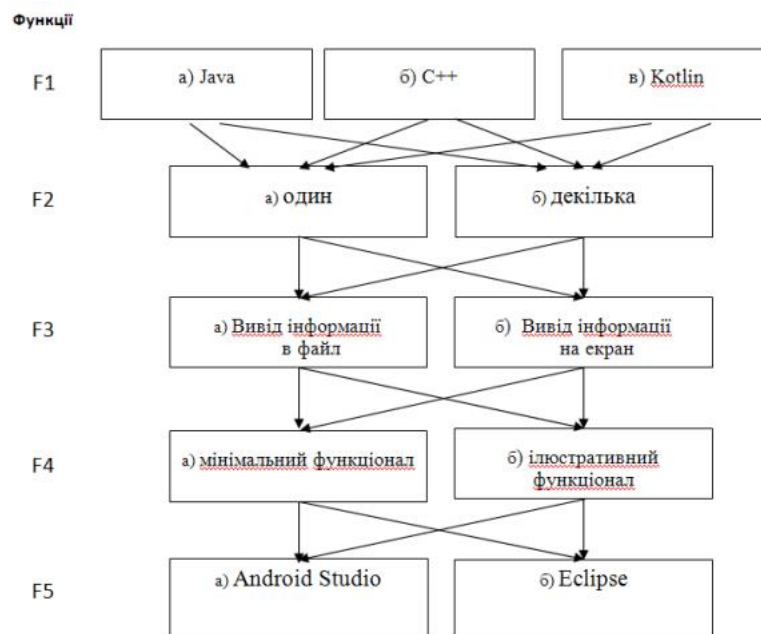 Функції
F1
а) Java
б) C++
в) Kotlin
F2
а) один
б) декілька
F3
а) Вивід інформації
в файл
б) Вивід інформації
на екран
F4
а) мінімальний функціонал
б) ілюстративний
функціонал
F5
а) Android Studio
б) Eclipse